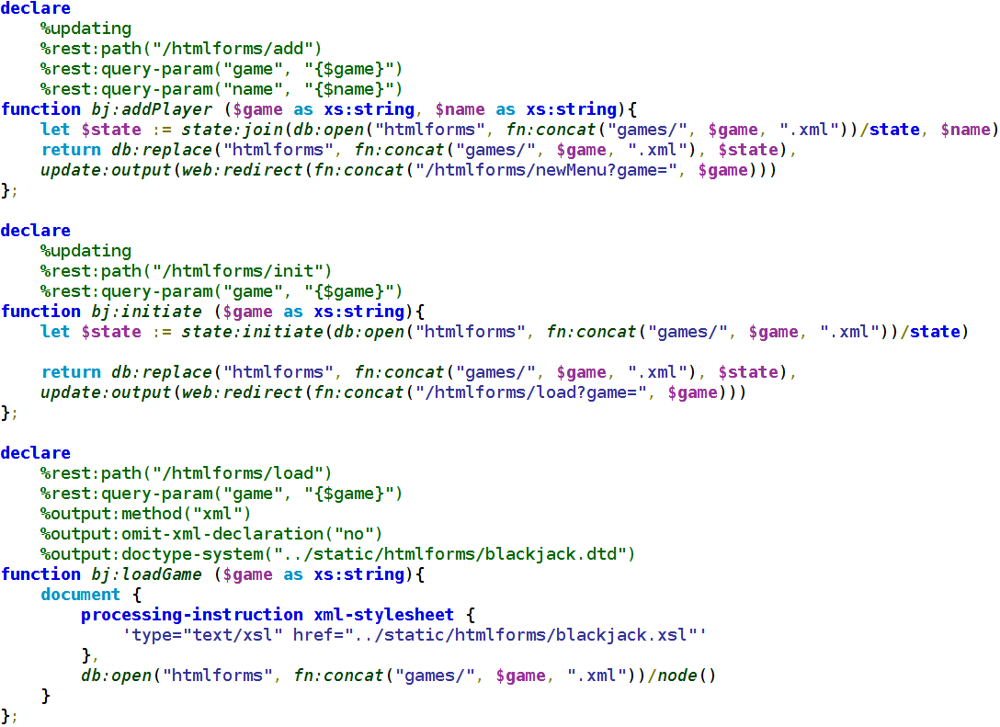 declare
    %updating
    %rest:path("/htmlforms/add")
    %rest:query-param("game", "{$game}")
    %rest:query-param("name", "{$name}")
function bj:addPlayer ($game as xs:string, $name as xs:string){
    let $state := state:join(db:open("htmlforms", fn:concat("games/", $game, ".xml"))/state, $name)
    return db:replace("htmlforms", fn:concat("games/", $game, ".xml"), $state),
    update:output(web:redirect(fn:concat("/htmlforms/newMenu?game=", $game)))
};

declare
    %updating
    %rest:path("/htmlforms/init")
    %rest:query-param("game", "{$game}")
function bj:initiate ($game as xs:string){
    let $state := state:initiate(db:open("htmlforms", fn:concat("games/", $game, ".xml"))/state)

    return db:replace("htmlforms", fn:concat("games/", $game, ".xml"), $state),
    update:output(web:redirect(fn:concat("/htmlforms/load?game=", $game)))
};

declare
    %rest:path("/htmlforms/load")
    %rest:query-param("game", "{$game}")
    %output:method("xml")
    %output:omit-xml-declaration("no")
    %output:doctype-system("../static/htmlforms/blackjack.dtd")
function bj:loadGame ($game as xs:string){
    document {
        processing-instruction xml-stylesheet {
            'type="text/xsl" href="../static/htmlforms/blackjack.xsl"'
        },
        db:open("htmlforms", fn:concat("games/", $game, ".xml"))/node()
    }
};